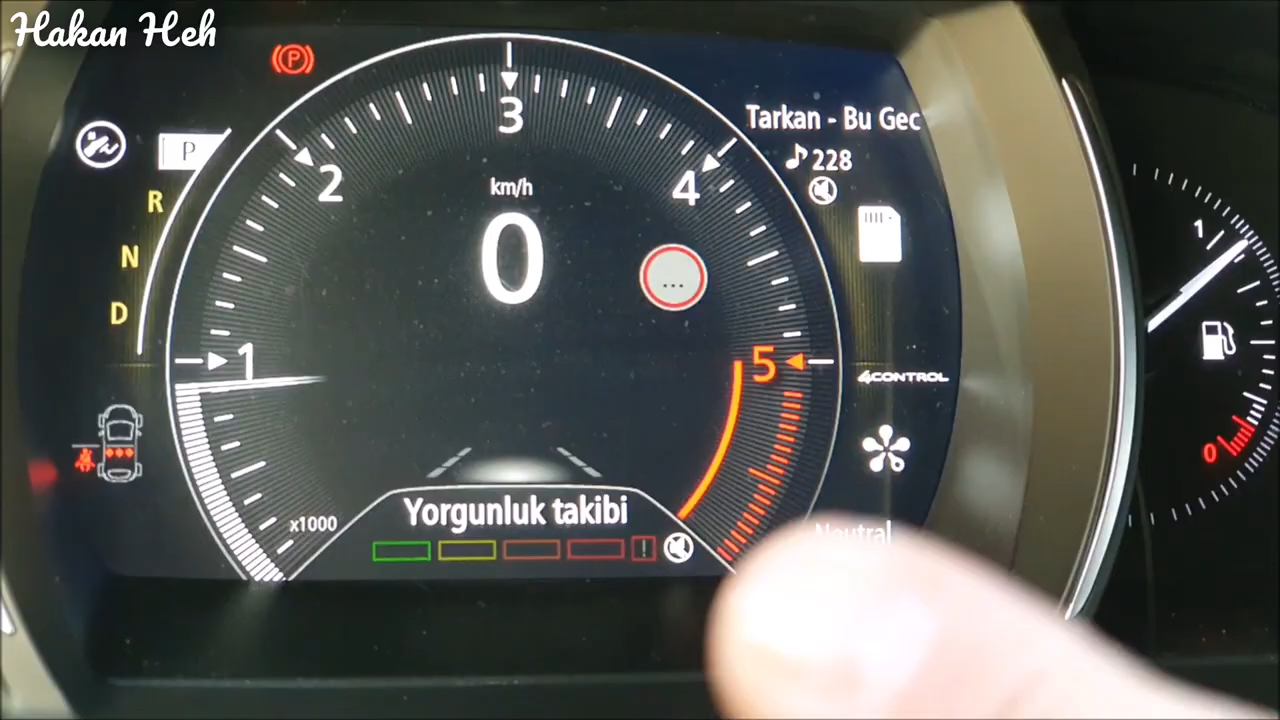 Hakan Heh
P
P
R
N
D
1
2
3
4
5
km/h
0
...
x1000
Tarkan - Bu Gec
228
4CONTROL
Neutral
Yorgunluk takibi
!
1
0